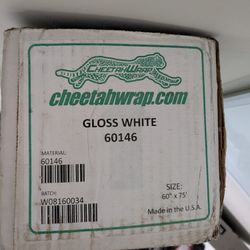 CHEETAHWRAP
cheetahwrap.com
GLOSS WHITE
60146
MATERIAL:
60146
BATCH:
W08160034
SIZE:
60" x 75'
Made in the U.S.A.